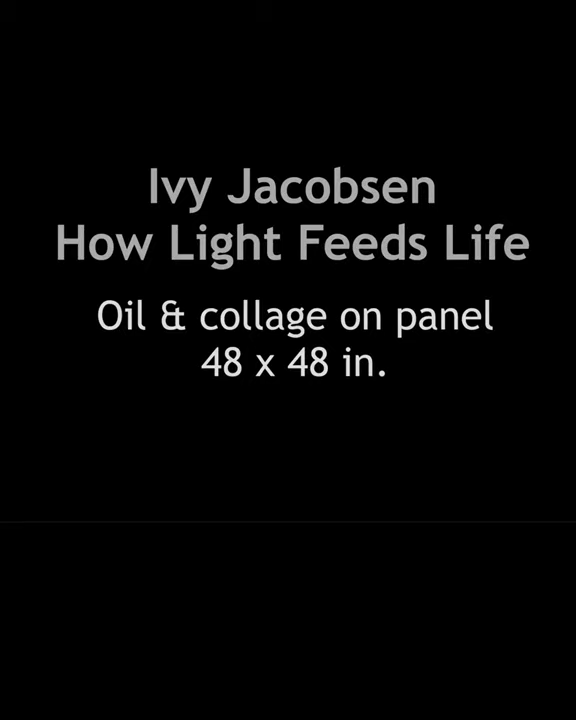 Ivy Jacobsen
How Light Feeds Life
Oil & collage on panel
48 x 48 in.